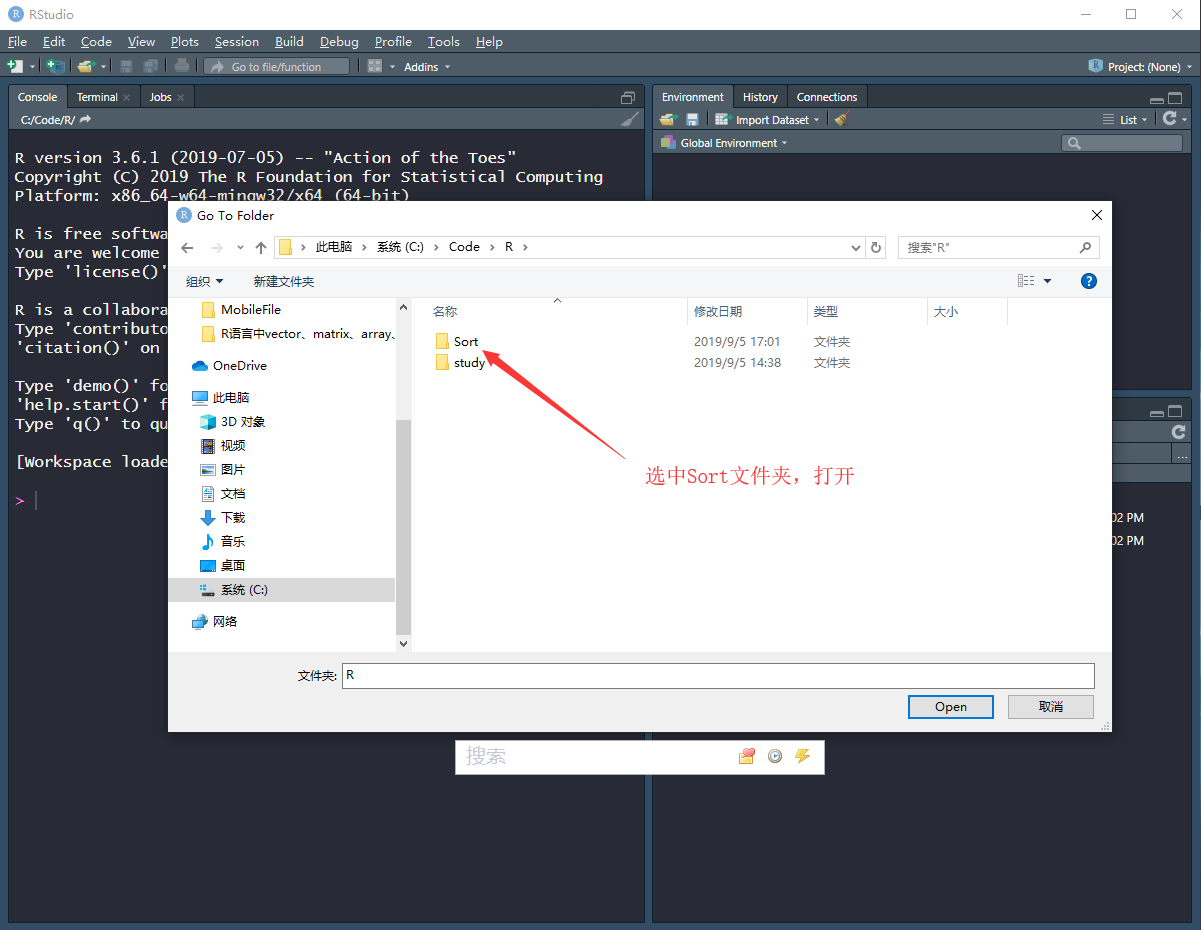 RStudio
File Edit Code View Plots Session Build Debug Profile Tools Help
Go to file/function Addins Project: (None)
Console Terminal Jobs
C:/Code/R/
R version 3.6.1 (2019-07-05) -- "Action of the Toes"
Copyright (C) 2019 The R Foundation for Statistical Computing
Platform: x86_64-w64-mingw32/x64 (64-bit)
R is free softwa
You are welcome
Type 'license()'
R is a collabora
Type 'contributo
'citation()' on
Type 'demo()' fo
'help.start()' f
Type 'q()' to qu
[Workspace loade
>
Environment History Connections
Import Dataset List
Global Environment
...
02 PM
02 PM
Go To Folder
此电脑 › 系统 (C:) › Code › R ›
搜索"R"
组织 新建文件夹
MobileFile
R语言中vector、matrix、array、
OneDrive
此电脑
3D 对象
视频
图片
文档
下载
音乐
桌面
系统 (C:)
网络
名称 修改日期 类型 大小
Sort 2019/9/5 17:01 文件夹
study 2019/9/5 14:38 文件夹
选中Sort文件夹，打开
文件夹: R
Open 取消
搜索